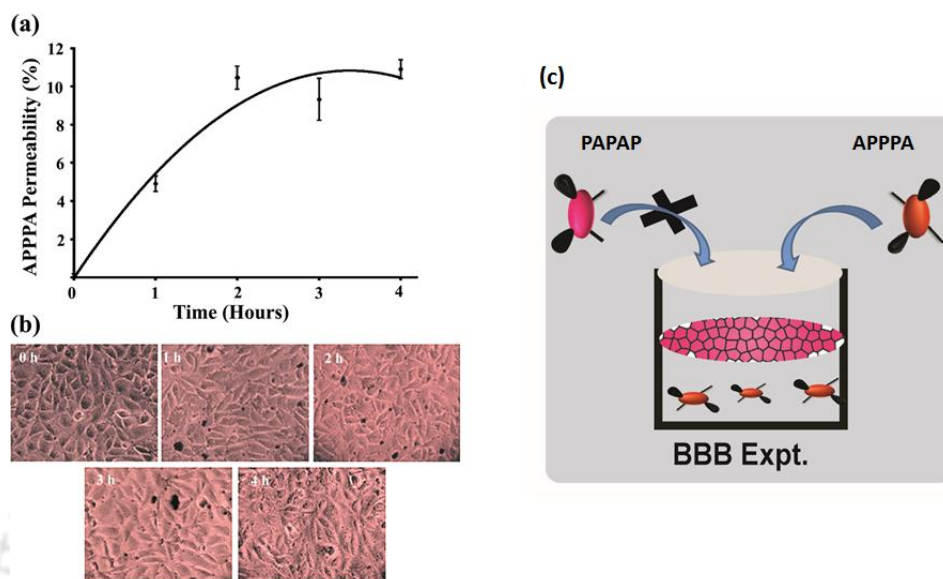 (a)
12
10
8
6
4
2
0
1
2
3
4
APPPA Permeability (%)
Time (Hours)
(b)
0 h
1 h
2 h
3 h
4 h
(c)
PAPAP
APPPA
BBB Expt.